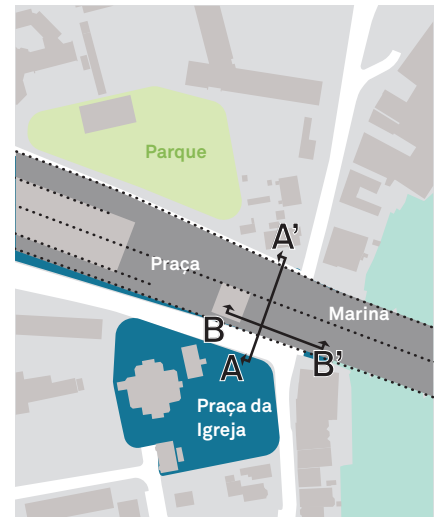 Parque
A’
Praça
Marina
B
B’
A
Praça da
Igreja